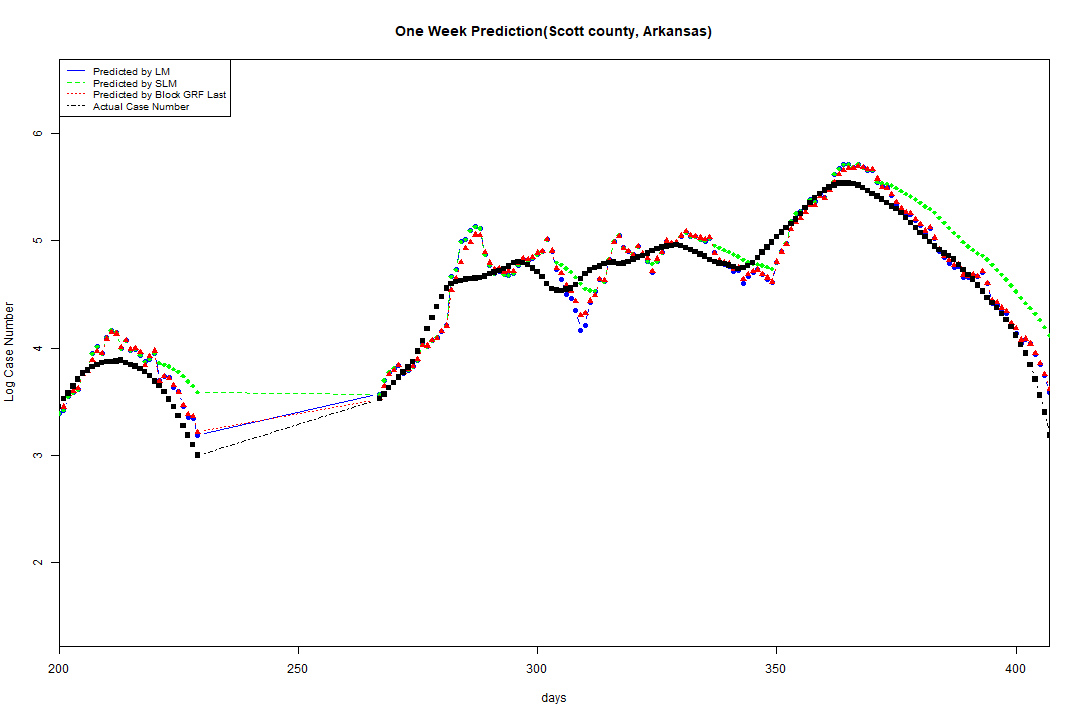 One Week Prediction(Scott county, Arkansas)
Predicted by LM
Predicted by SLM
Predicted by Block GRF Last
Actual Case Number
6
5
4
3
2
Log Case Number
200 250 300 350 400
days